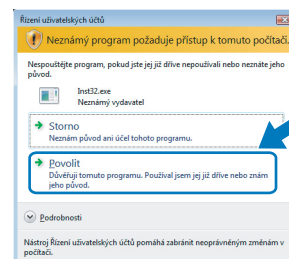 Řízení uživatelských účtů
Neznámý program požaduje přístup k tomuto počítači.
Nespouštějte program, pokud jste jej již dříve nepoužívali nebo neznáte jeho
původ.
Inst32.exe
Neznámý vydavatel
Storno
Neznám původ ani účel tohoto programu.
Povolit
Důvěřuji tomuto programu. Používal jsem jej již dříve nebo znám
jeho původ.
Podrobnosti
Nástroj Řízení uživatelských účtů pomáhá zabránit neoprávněným změnám v
počítači.